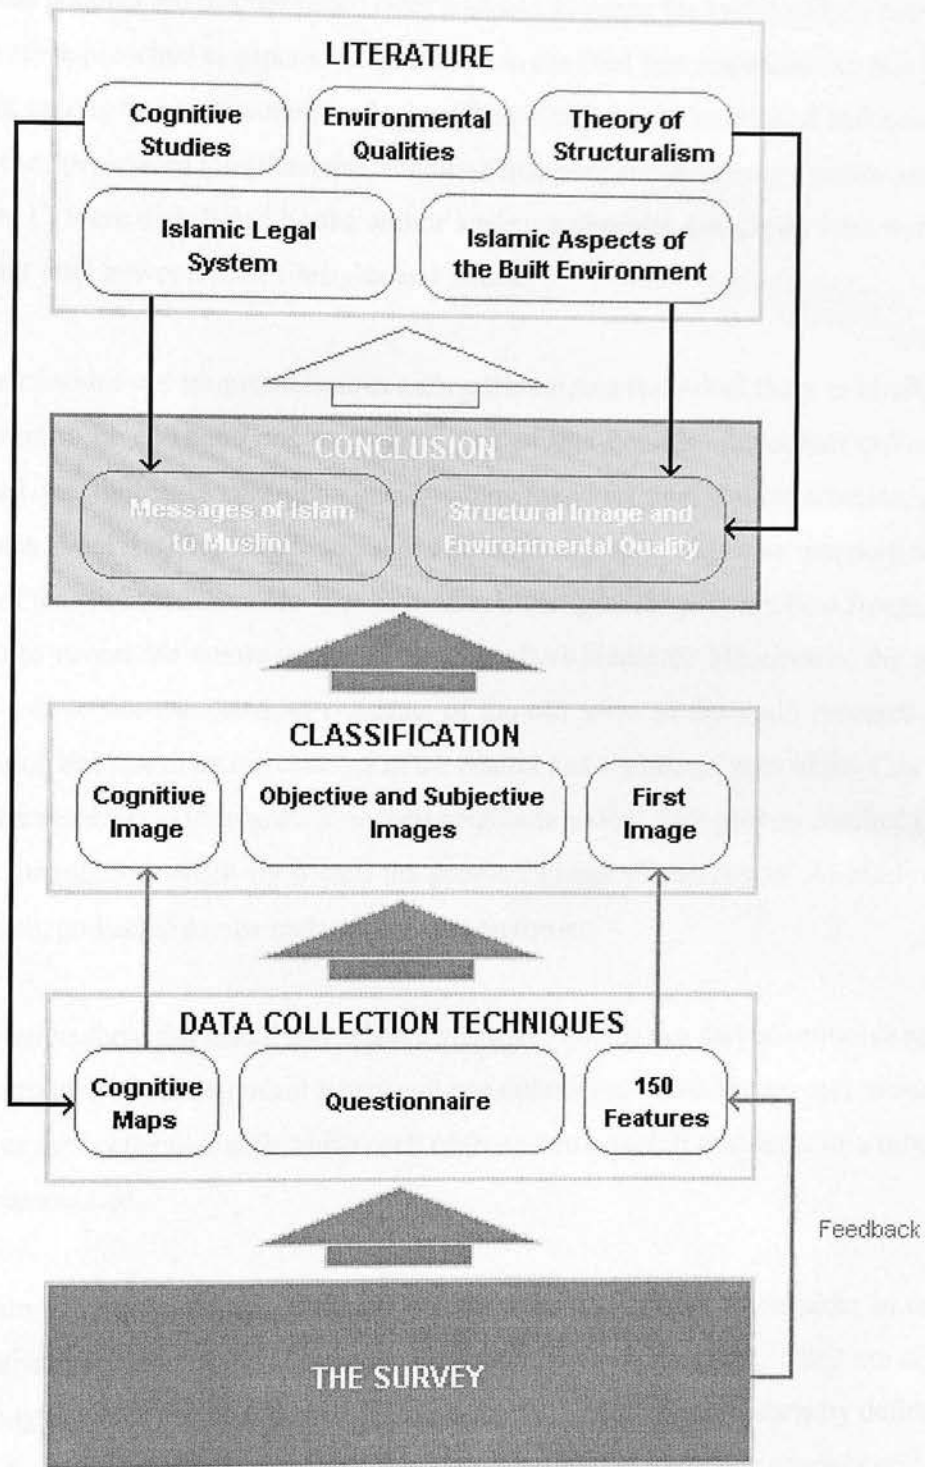 LITERATURE
Cognitive
Studies
Environmental
Qualities
Theory of
Structuralism
Islamic Legal
System
Islamic Aspects of
the Built Environment
CONCLUSION
Messages of Islam
to Muslim
Structural Image and
Environmental Quality
CLASSIFICATION
Cognitive
Image
Objective and Subjective
Images
First
Image
DATA COLLECTION TECHNIQUES
Cognitive
Maps
Questionnaire
150
Features
Feedback
THE SURVEY